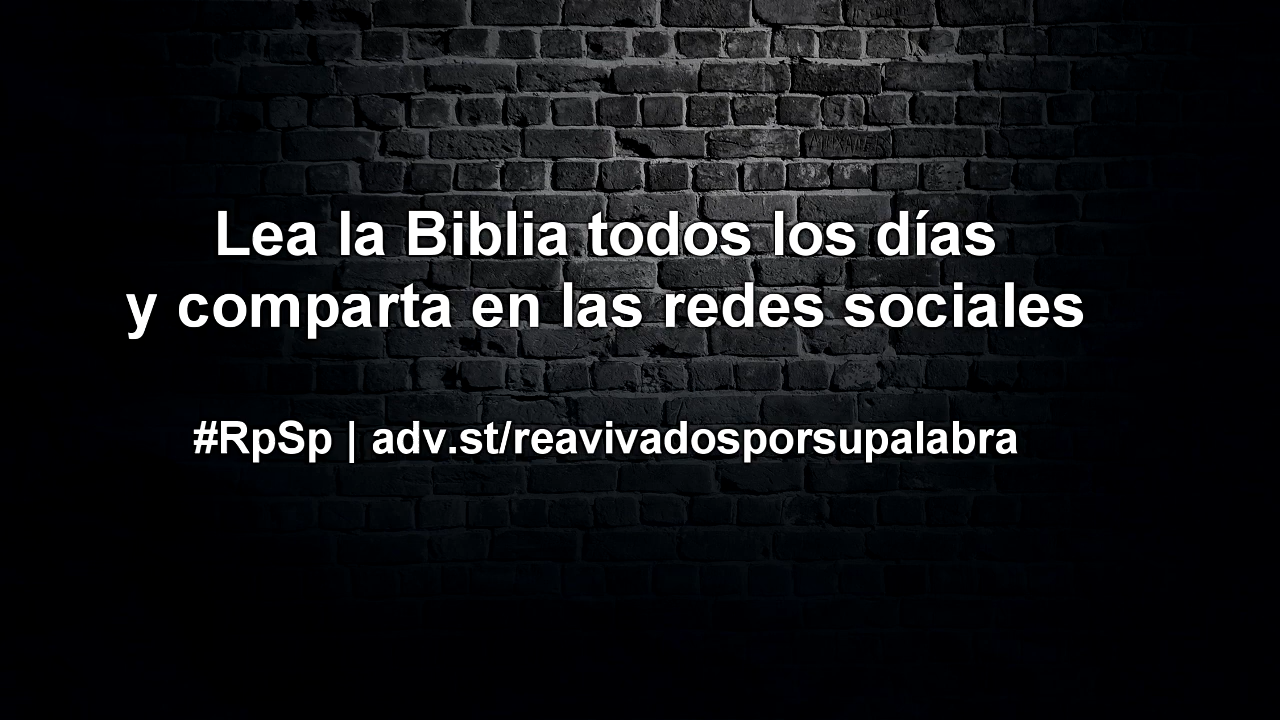 Lea la Biblia todos los días
y comparta en las redes sociales
#RpSp | adv.st/reavivadosporsupalabra